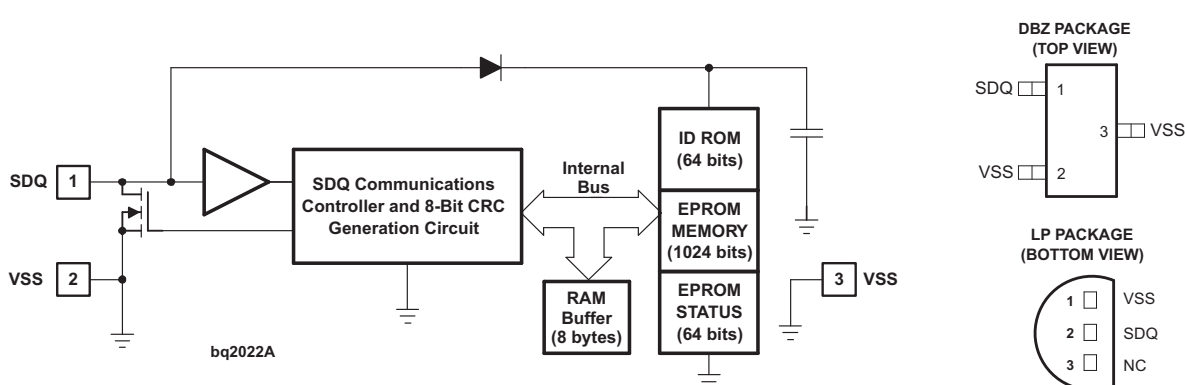 DBZ PACKAGE
(TOP VIEW)
SDQ 1
3 VSS
VSS 2
SDQ 1
VSS 2
SDQ Communications
Controller and 8-Bit CRC
Generation Circuit
Internal
Bus
RAM
Buffer
(8 bytes)
ID ROM
(64 bits)
EPROM
MEMORY
(1024 bits)
EPROM
STATUS
(64 bits)
3 VSS
bq2022A
LP PACKAGE
(BOTTOM VIEW)
1 VSS
2 SDQ
3 NC